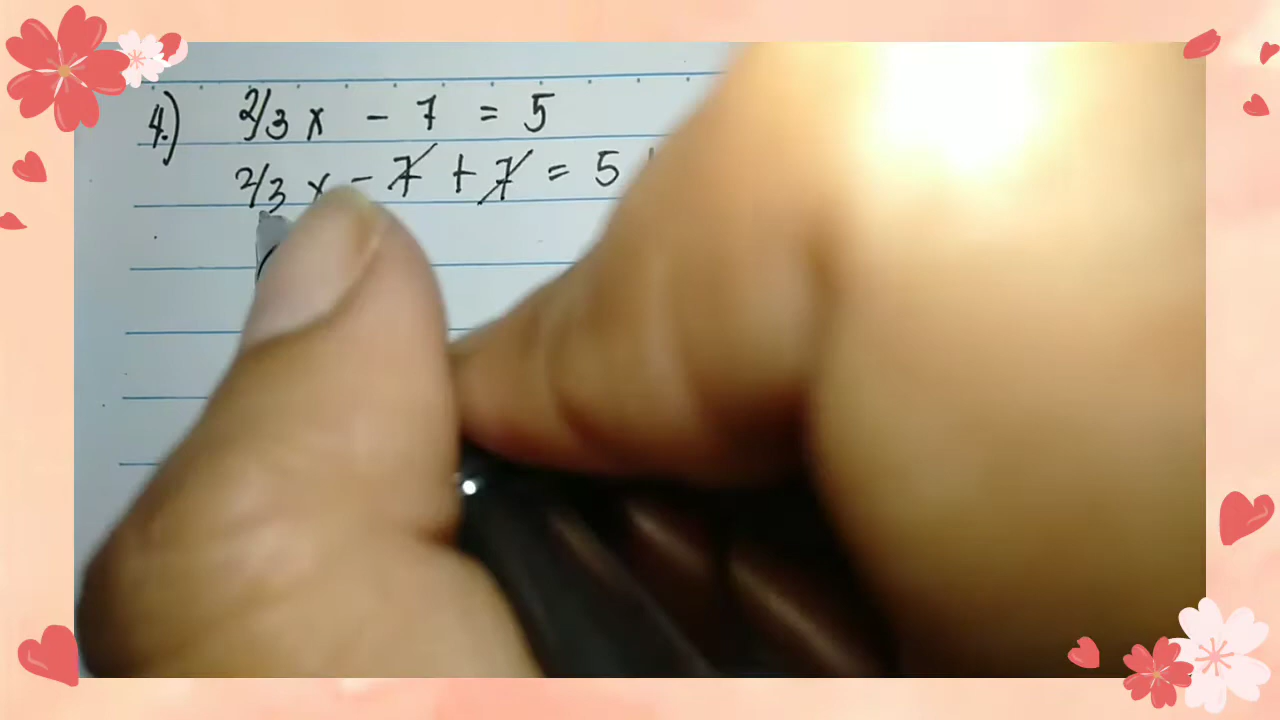 4.) 2/3 x - 7 = 5
2/3 x - 7 + 7 = 5